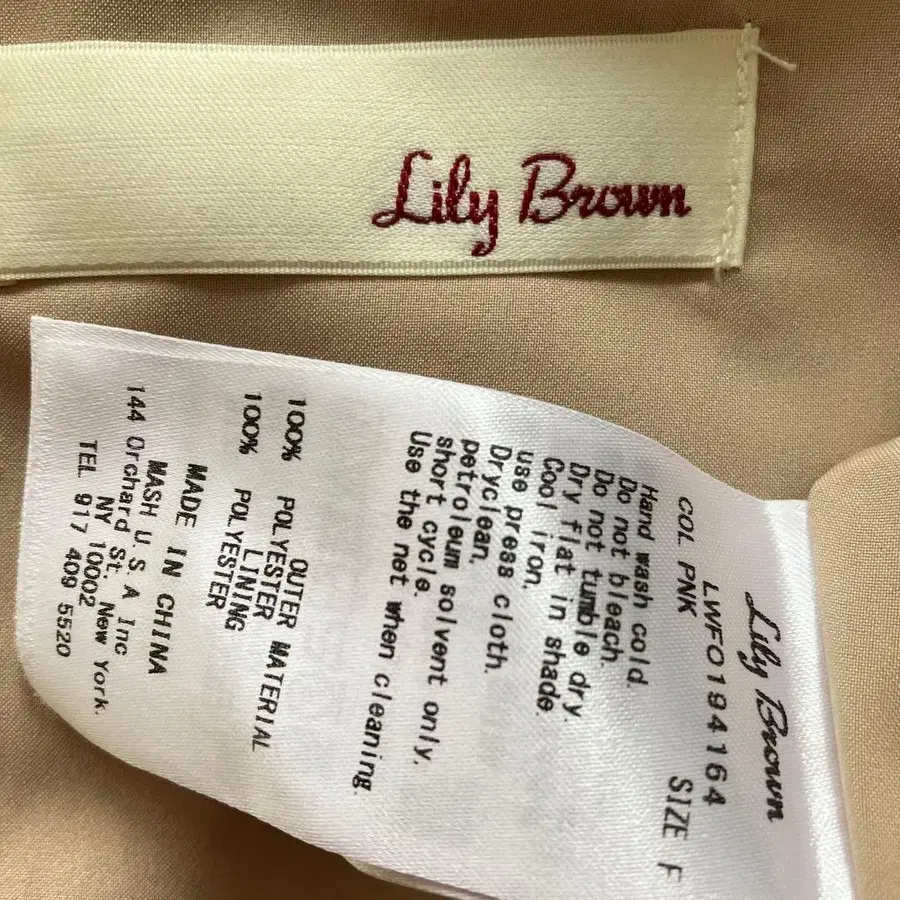 Lily Brown
Lily Brown
LWFO194164
COL PNK SIZE F
Hand wash cold.
Do not bleach.
Do not tumble dry.
Dry flat in shade.
Cool iron.
use press cloth.
Dryclean,
petroleum solvent only,
short cycle.
Use the net when cleaning.
OUTER MATERIAL
100% POLYESTER
LINING
100% POLYESTER
MADE IN CHINA
MASH U.S.A Inc
144 Orchard St. New York.
NY 10002
TEL 917 409 5520